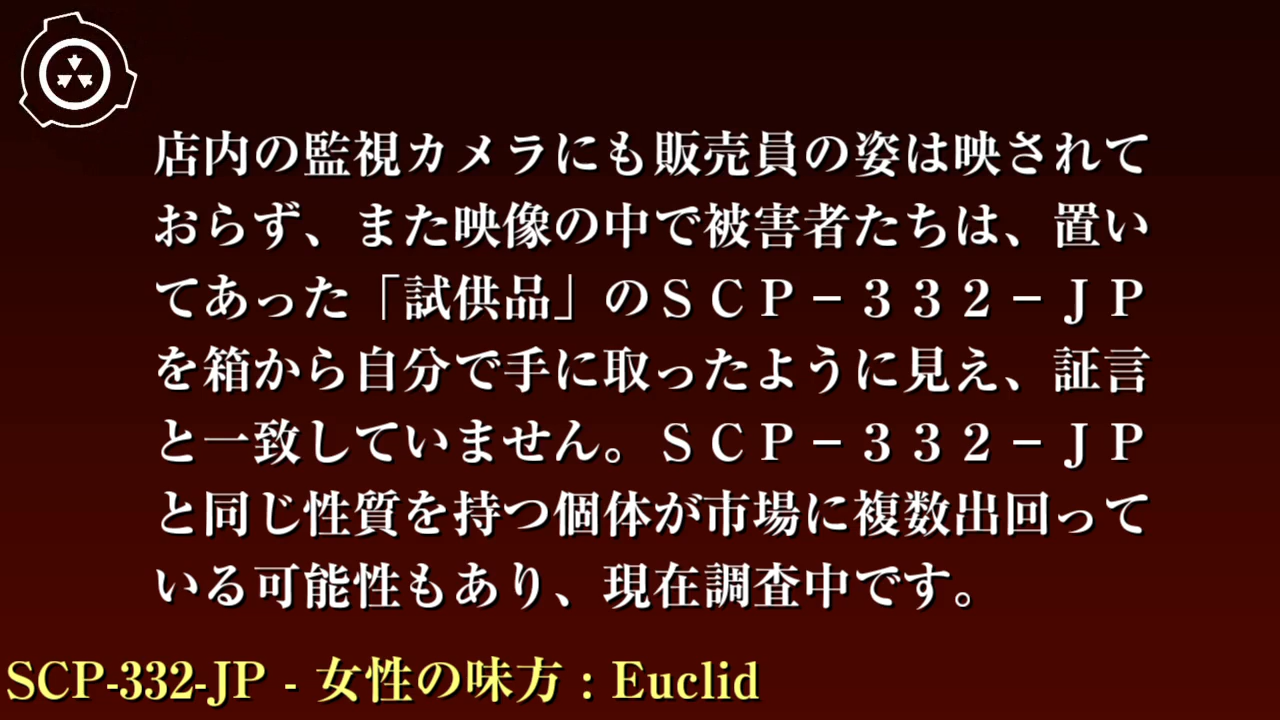 店内の監視カメラにも販売員の姿は映されて
おらず、また映像の中で被害者たちは、置い
てあった「試供品」のＳＣＰ－３３２－ＪＰ
を箱から自分で手に取ったように見え、証言
と一致していません。ＳＣＰ－３３２－ＪＰ
と同じ性質を持つ個体が市場に複数出回って
いる可能性もあり、現在調査中です。
SCP-332-JP - 女性の味方 : Euclid